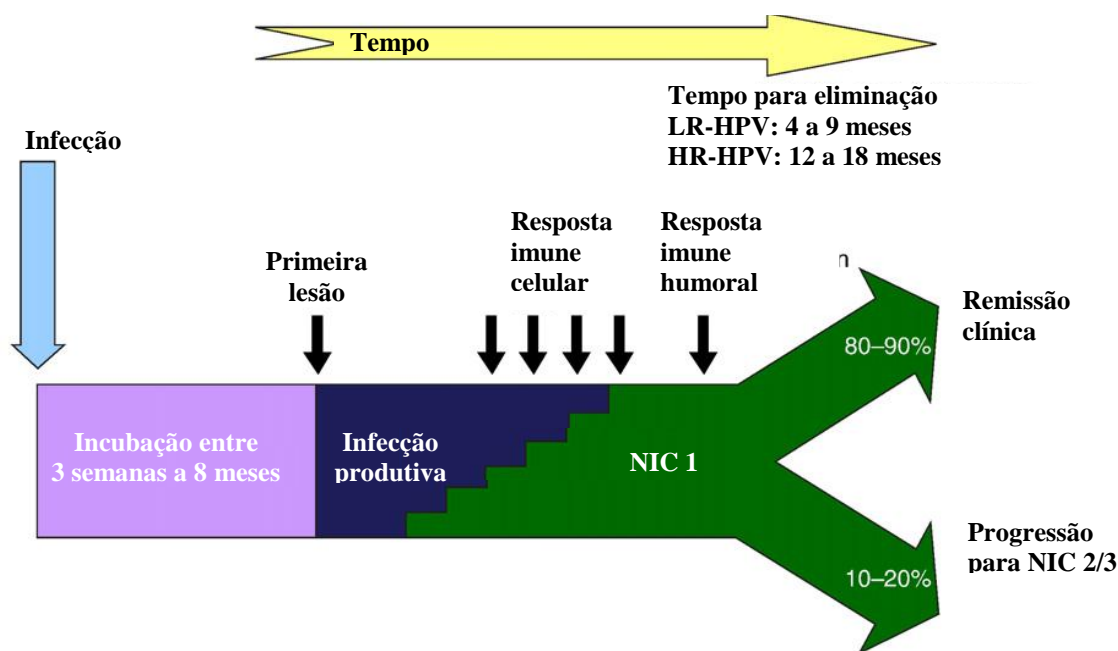 Tempo
Tempo para eliminação
LR-HPV: 4 a 9 meses
HR-HPV: 12 a 18 meses
Infecção
Primeira
lesão
Resposta
imune
celular
Resposta
imune
humoral
n
Remissão
clínica
80–90%
Incubação entre
3 semanas a 8 meses
Infecção
produtiva
NIC 1
10–20%
Progressão
para NIC 2/3